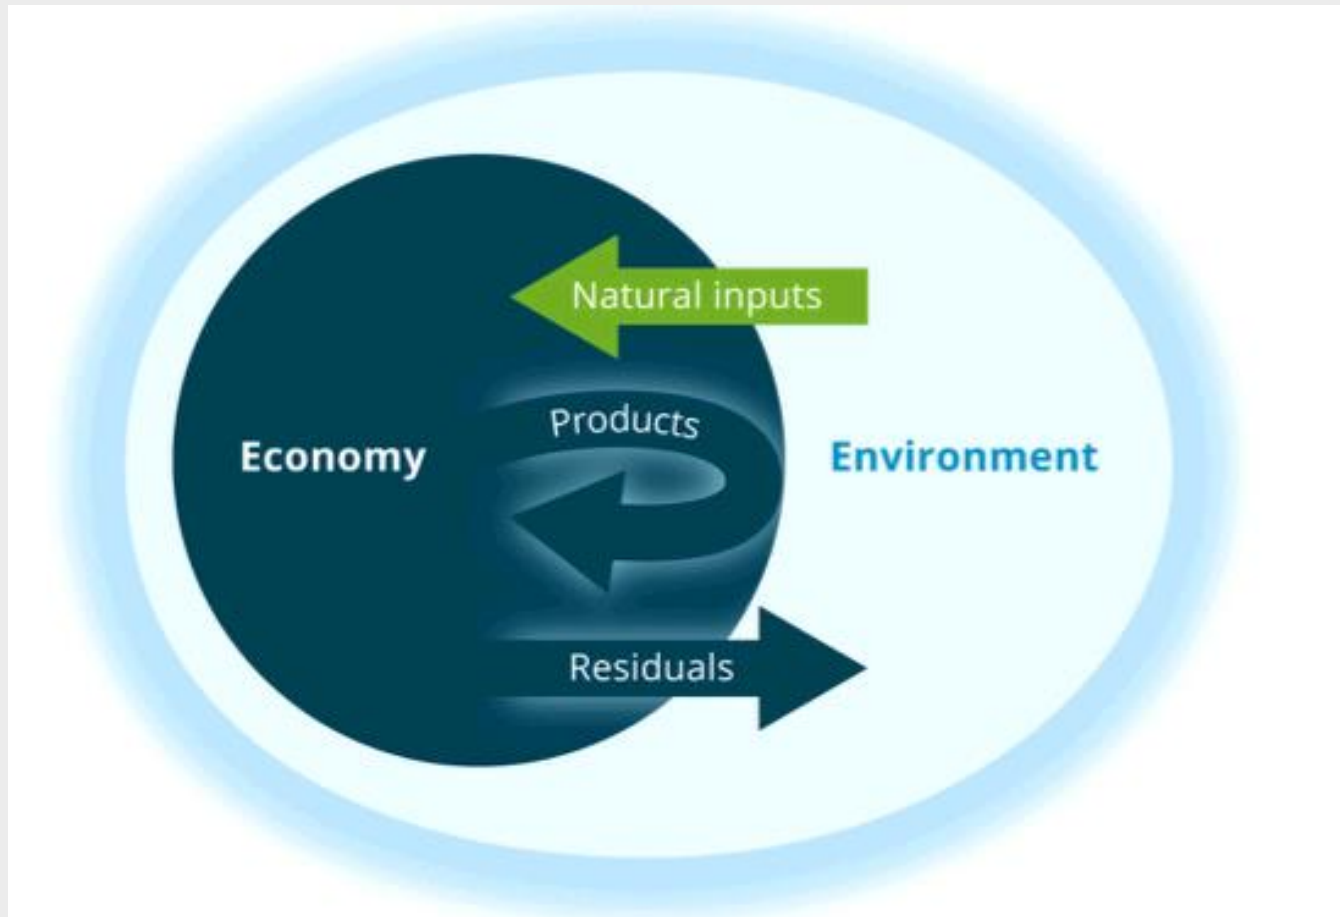 Natural inputs
Products
Economy
Environment
Residuals